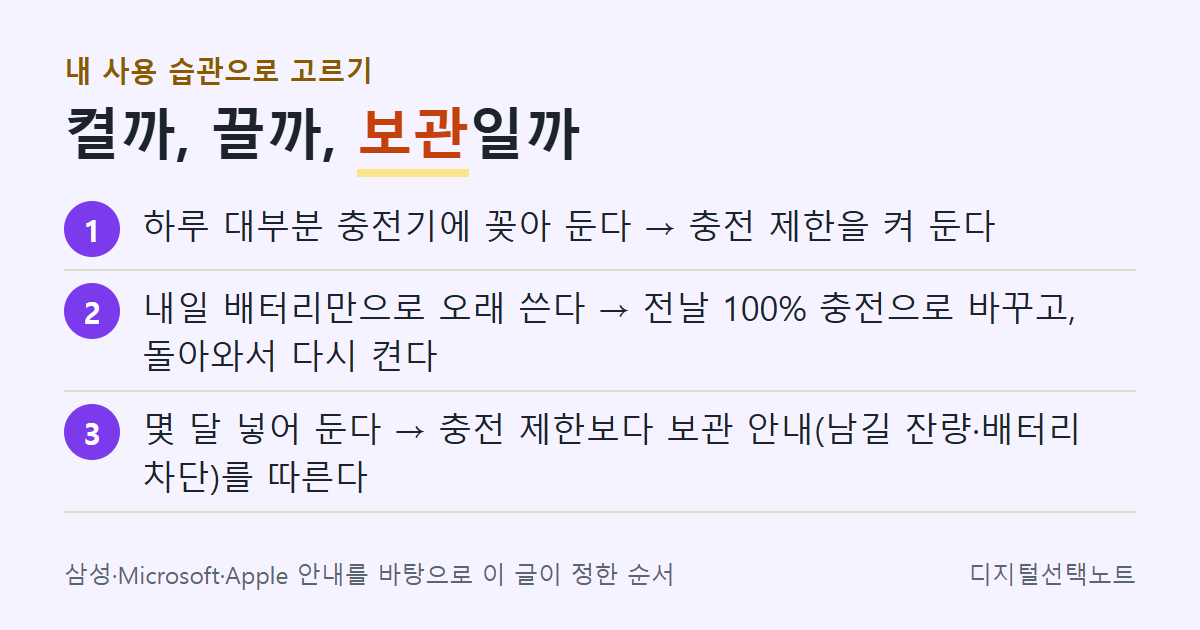 내 사용 습관으로 고르기
켤까, 끌까, 보관일까
1 하루 대부분 충전기에 꽂아 둔다 → 충전 제한을 켜 둔다
2 내일 배터리만으로 오래 쓴다 → 전날 100% 충전으로 바꾸고,
돌아와서 다시 켠다
3 몇 달 넣어 둔다 → 충전 제한보다 보관 안내(남길 잔량·배터리
차단)를 따른다
삼성·Microsoft·Apple 안내를 바탕으로 이 글이 정한 순서
디지털선택노트